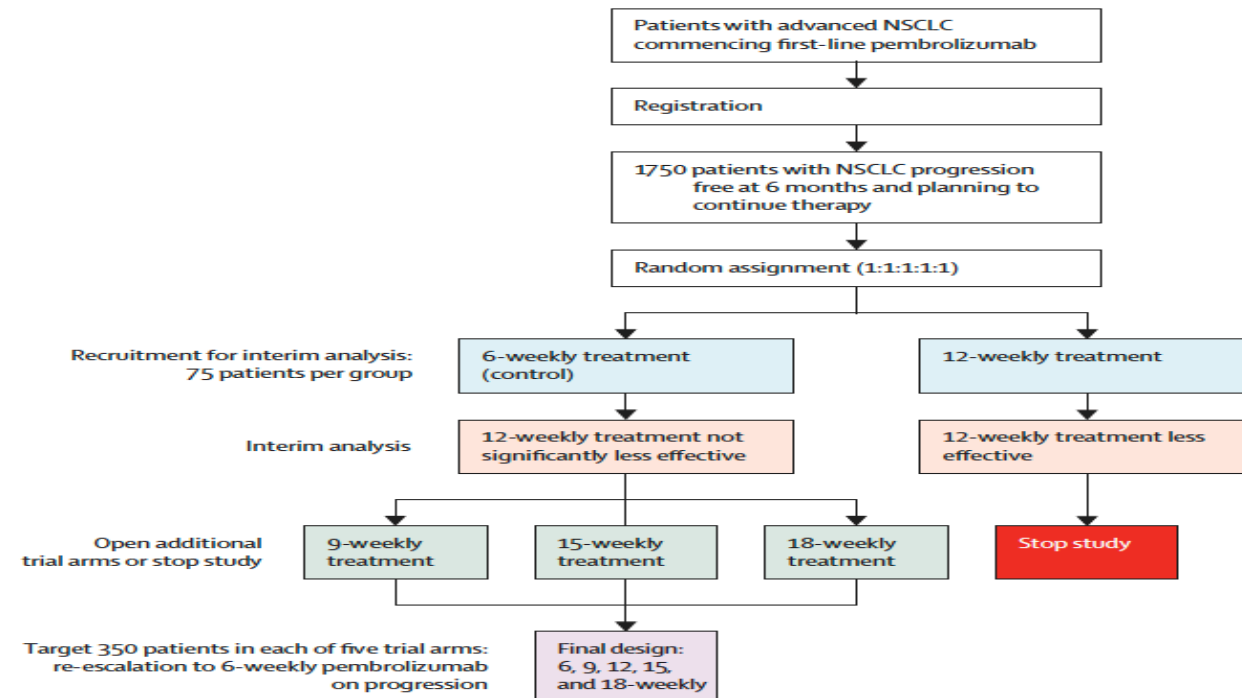 Patients with advanced NSCLC
commencing first-line pembrolizumab
Registration
1750 patients with NSCLC progression
free at 6 months and planning to
continue therapy
Random assignment (1:1:1:1:1)
Recruitment for interim analysis:
75 patients per group
6-weekly treatment
(control)
12-weekly treatment
Interim analysis
12-weekly treatment not
significantly less effective
12-weekly treatment less
effective
Open additional
trial arms or stop study
9-weekly
treatment
15-weekly
treatment
18-weekly
treatment
Stop study
Target 350 patients in each of five trial arms:
re-escalation to 6-weekly pembrolizumab
on progression
Final design:
6, 9, 12, 15,
and 18-weekly